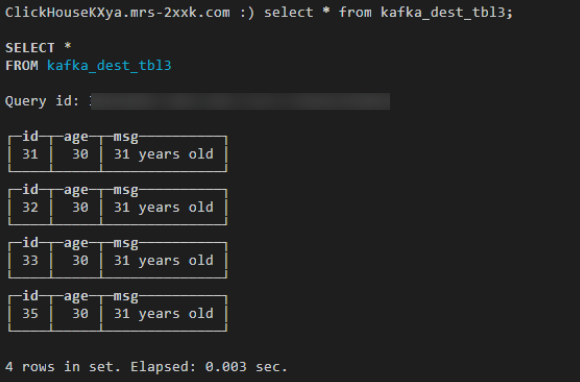 ClickHouseKXya.mrs-2xxk.com :) select * from kafka_dest_tbl3;
SELECT *
FROM kafka_dest_tbl3
Query id:
┌─id─┬─age─┬─msg──────────┐
│ 31 │ 30 │ 31 years old │
└────┴─────┴──────────────┘
┌─id─┬─age─┬─msg──────────┐
│ 32 │ 30 │ 31 years old │
└────┴─────┴──────────────┘
┌─id─┬─age─┬─msg──────────┐
│ 33 │ 30 │ 31 years old │
└────┴─────┴──────────────┘
┌─id─┬─age─┬─msg──────────┐
│ 35 │ 30 │ 31 years old │
└────┴─────┴──────────────┘
4 rows in set. Elapsed: 0.003 sec.